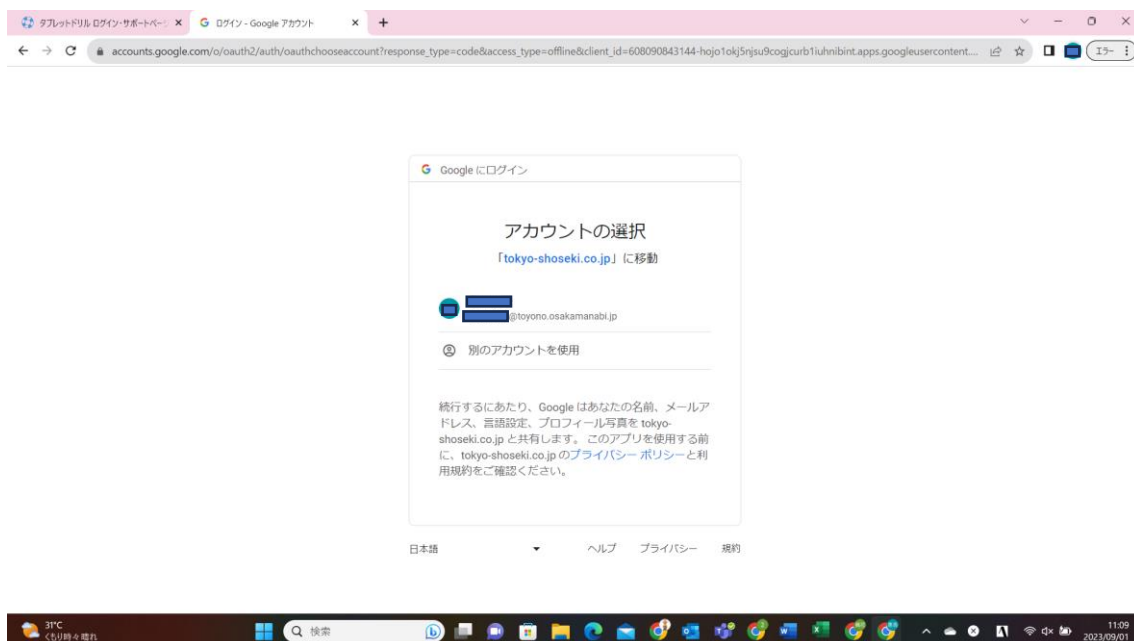 タブレットドリル ログイン・サポートペー
ログイン - Google アカウント
accounts.google.com/o/oauth2/auth/oauthchooseaccount?response_type=code&access_type=offline&client_id=608090843144-hojo1okj5njsu9cogjcurb1iuhnibint.apps.googleusercontent....
エラー
Google にログイン
アカウントの選択
「tokyo-shoseki.co.jp」に移動
@toyono.osakamanabi.jp
別のアカウントを使用
続行するにあたり、Google はあなたの名前、メールア
ドレス、言語設定、プロフィール写真を tokyo-
shoseki.co.jp と共有します。 このアプリを使用する前
に、tokyo-shoseki.co.jp のプライバシー ポリシーと利
用規約をご確認ください。
日本語
ヘルプ プライバシー 規約
31°C
くもり時々晴れ
検索
11:09
2023/09/01